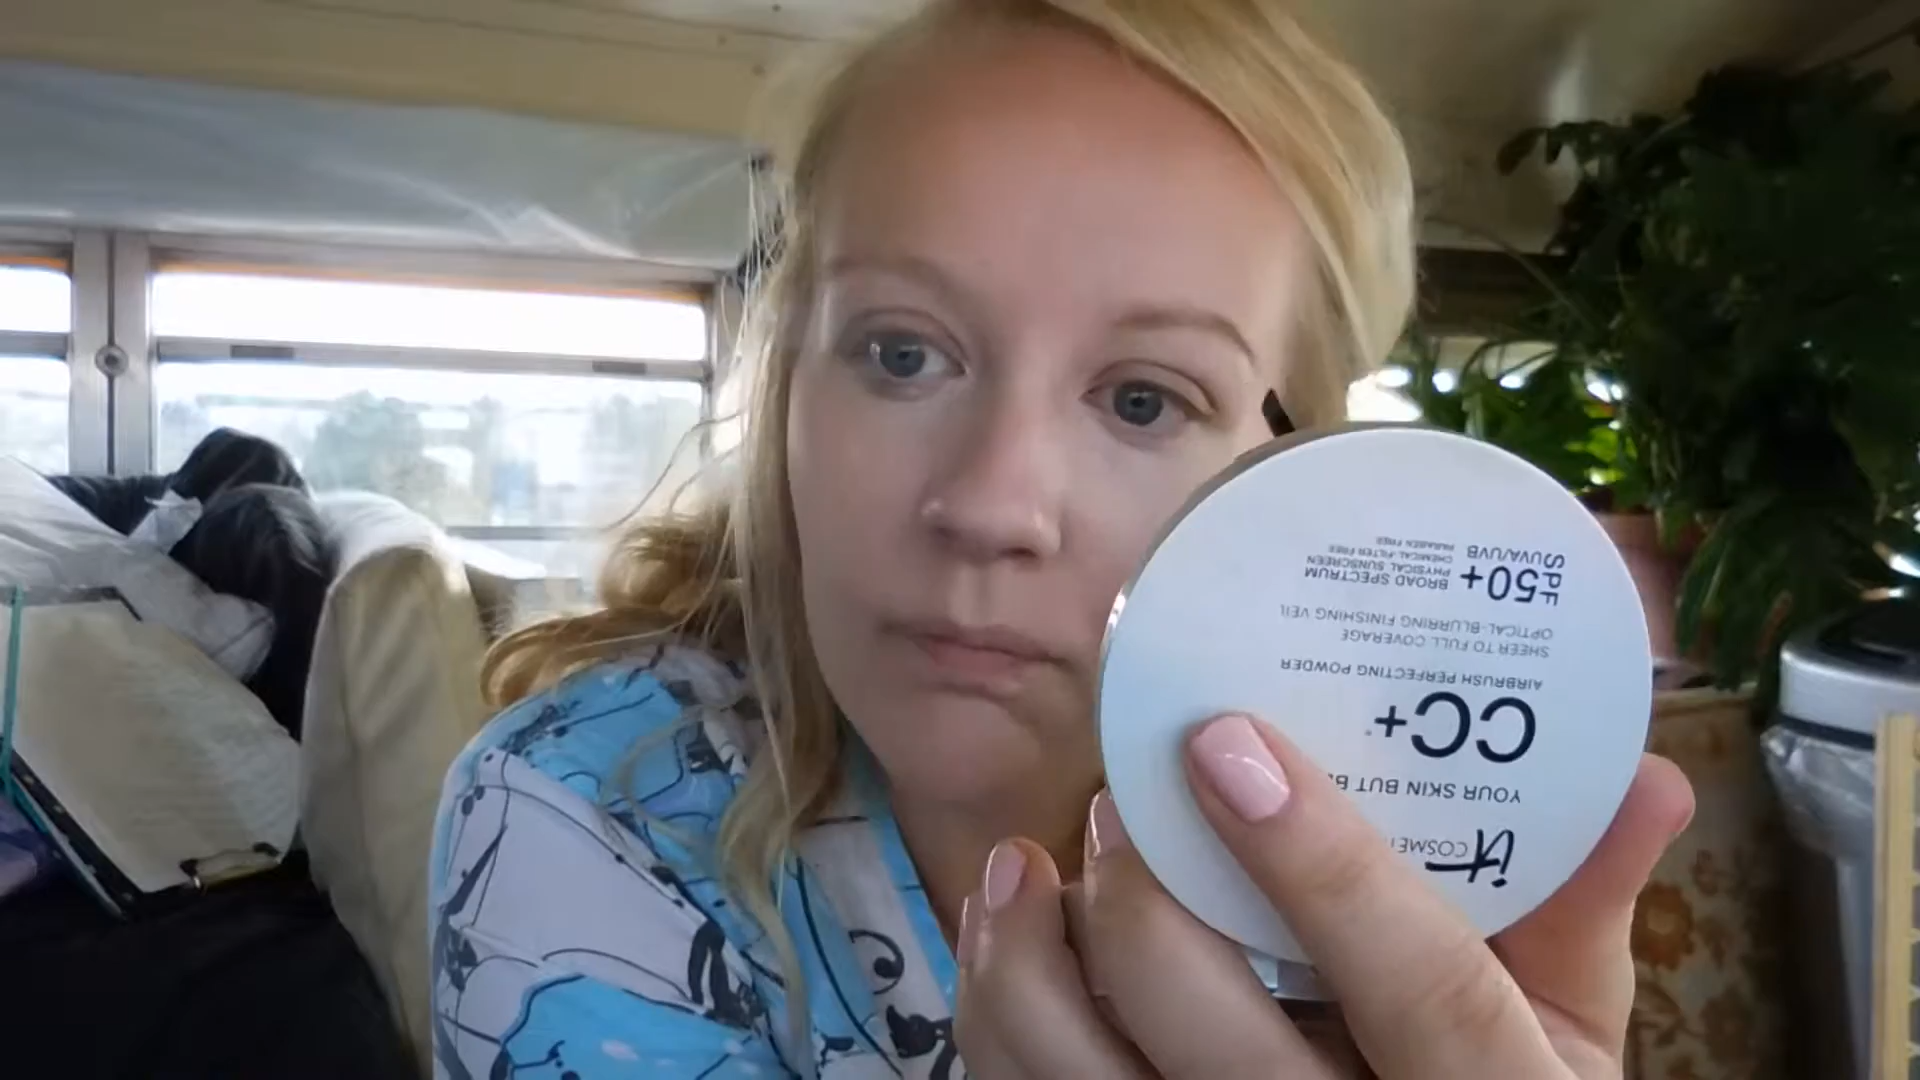 it COSMET
YOUR SKIN BUT B
CC+
AIRBRUSH PERFECTING POWDER
SHEER TO FULL COVERAGE
OPTICAL-BLURRING FINISHING VEIL
SPF 50+ BROAD SPECTRUM
PHYSICAL SUNSCREEN
CHEMICAL-FILTER FREE
UVA/UVB PARABEN FREE